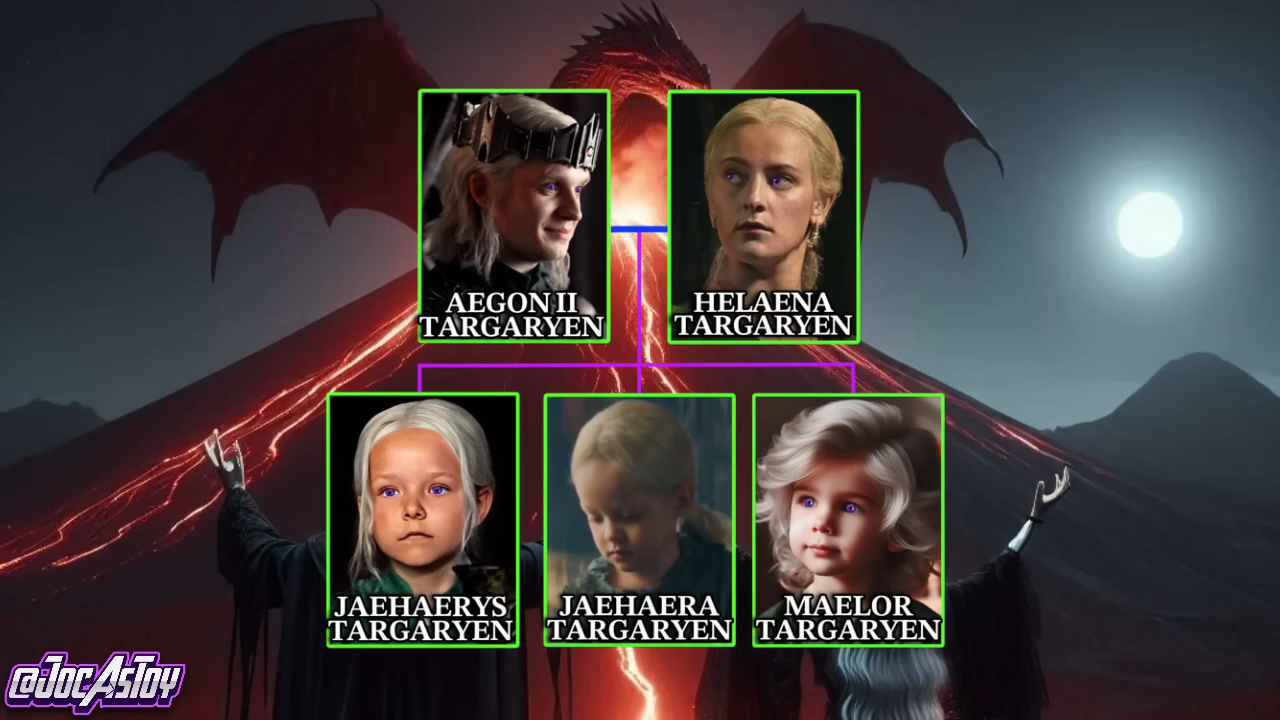 AEGON II
TARGARYEN
HELAENA
TARGARYEN
JAEHAERYS
TARGARYEN
JAEHAERA
TARGARYEN
MAELOR
TARGARYEN
@JocAsToy